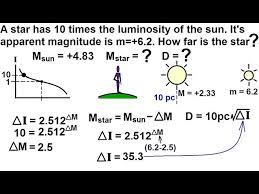 A star has 10 times the luminosity of the sun. It's
apparent magnitude is m=+6.2. How far is the star?
Msun = +4.83 Mstar = ? D = ?
10
1
10 pc M = +2.33
m = 6.2
ΔI = 2.512^ΔM Mstar = Msun - ΔM D = 10pc√ΔI
10 = 2.512^ΔM
ΔM = 2.5
ΔI = 2.512^(6.2-2.5)
ΔI = 35.3